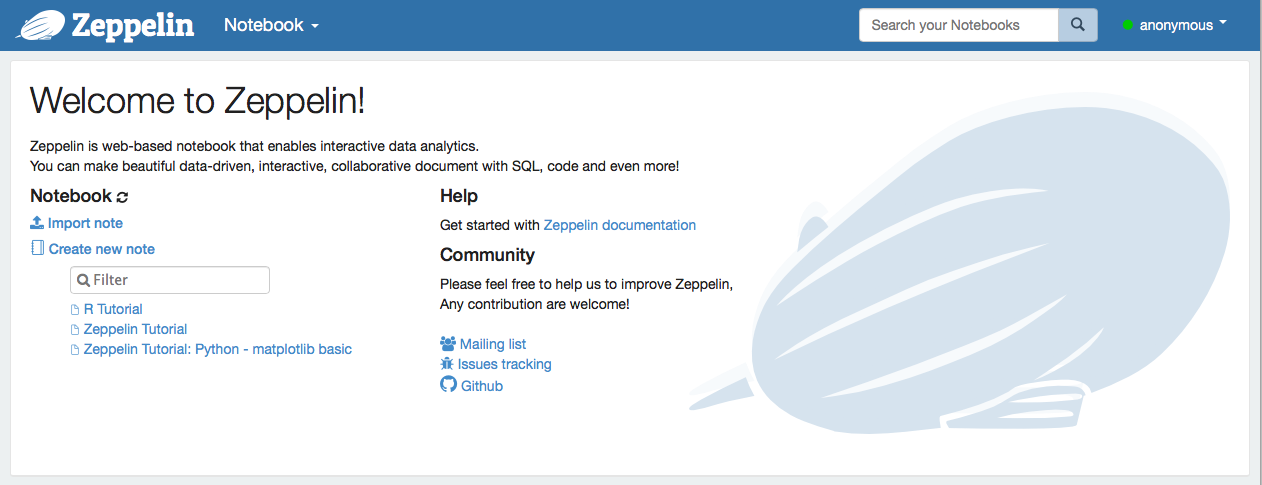 Zeppelin
Notebook
Search your Notebooks
anonymous
Welcome to Zeppelin!
Zeppelin is web-based notebook that enables interactive data analytics.
You can make beautiful data-driven, interactive, collaborative document with SQL, code and even more!
Notebook
Import note
Create new note
Filter
R Tutorial
Zeppelin Tutorial
Zeppelin Tutorial: Python - matplotlib basic
Help
Get started with Zeppelin documentation
Community
Please feel free to help us to improve Zeppelin,
Any contribution are welcome!
Mailing list
Issues tracking
Github